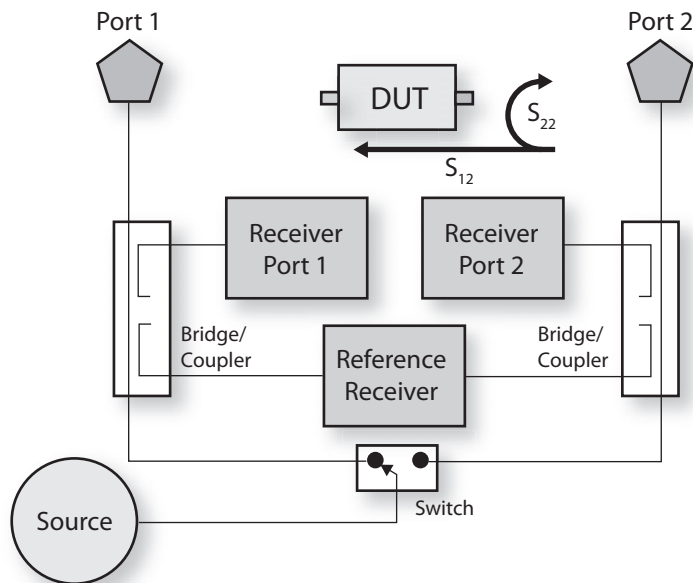 Port 1
Port 2
DUT
S22
S12
Receiver
Port 1
Receiver
Port 2
Bridge/
Coupler
Reference
Receiver
Bridge/
Coupler
Switch
Source